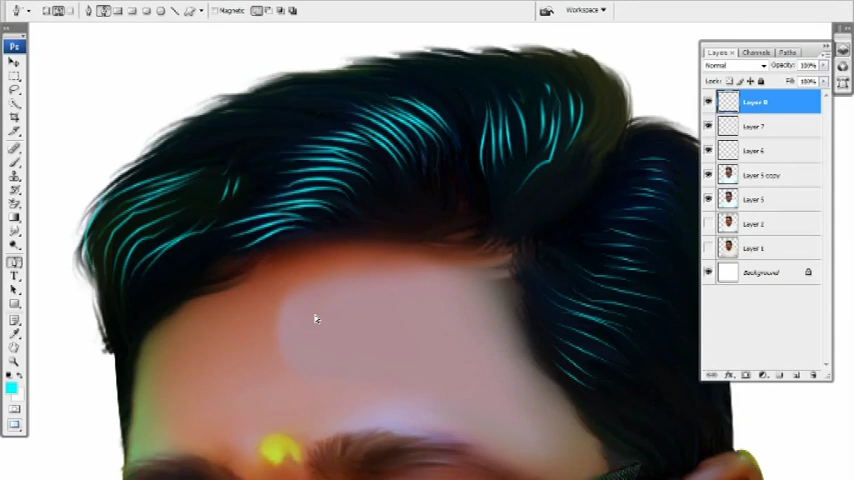 Magnetic
Workspace
Ps
Layers
Channels
Paths
Normal
Opacity: 100%
Lock:
Fill: 100%
Layer 8
Layer 7
Layer 6
Layer 5 copy
Layer 5
Layer 2
Layer 1
Background
T